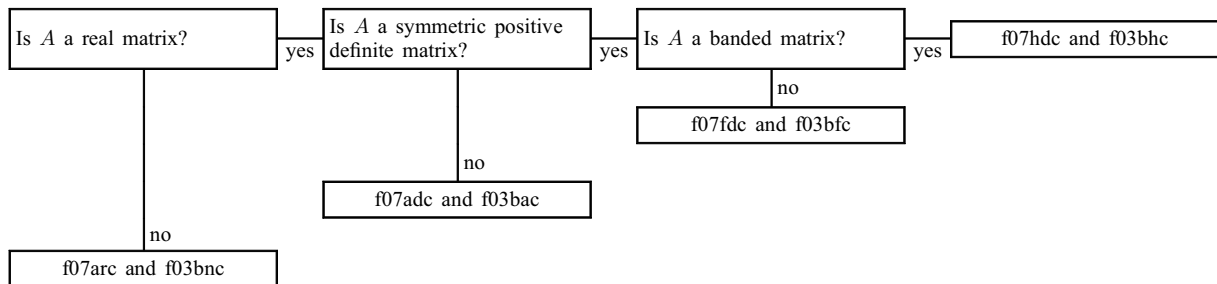 Is A a real matrix?
yes
Is A a symmetric positive
definite matrix?
yes
Is A a banded matrix?
yes
f07hdc and f03bhc
no
f07fdc and f03bfc
no
f07adc and f03bac
no
f07arc and f03bnc